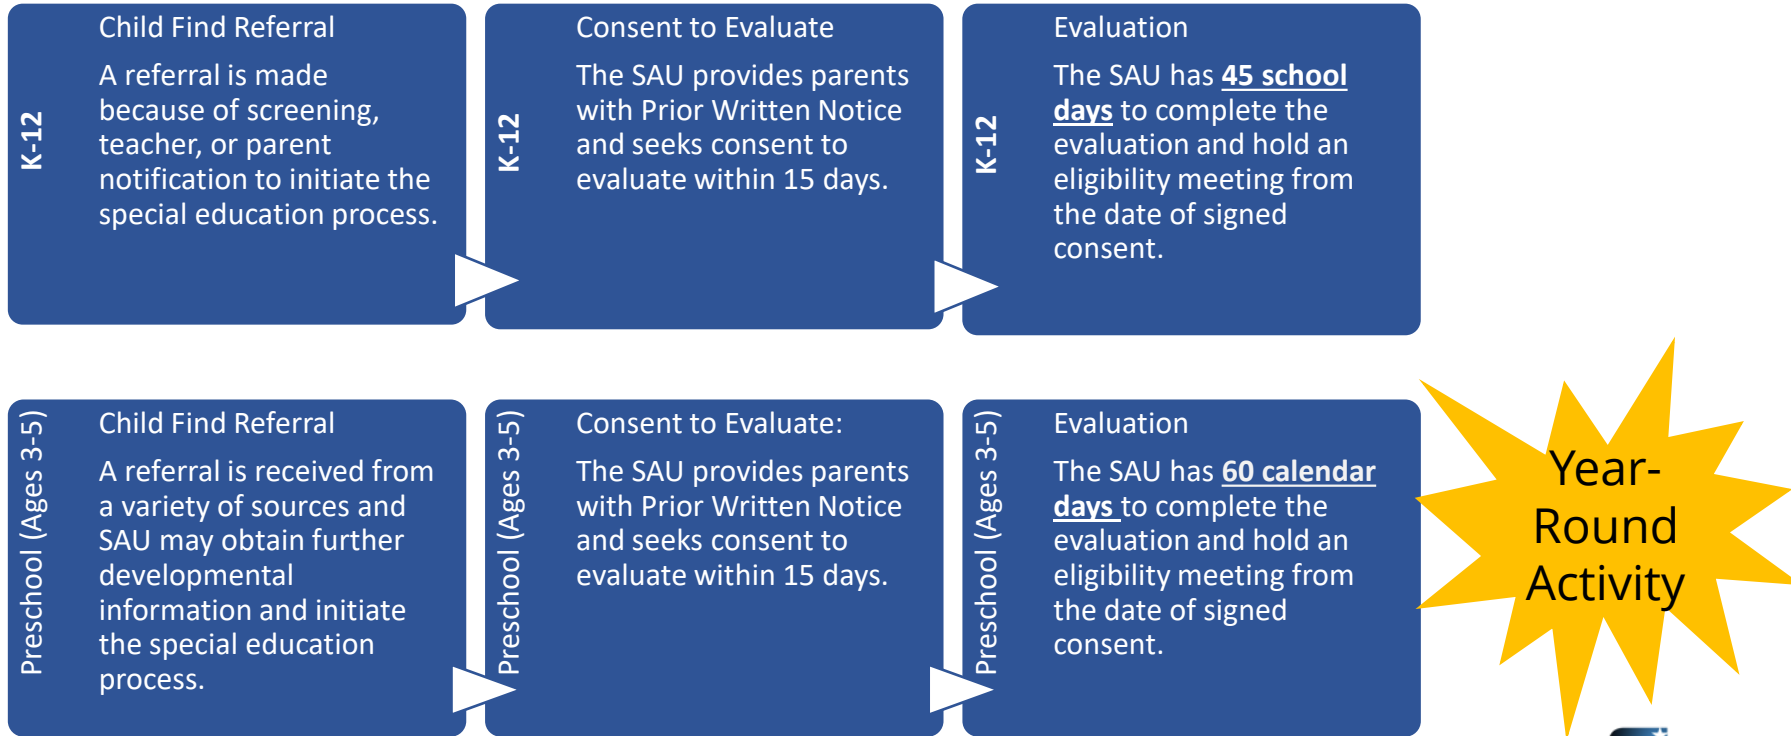 K-12
Child Find Referral
A referral is made
because of screening,
teacher, or parent
notification to initiate the
special education process.
K-12
Consent to Evaluate
The SAU provides parents
with Prior Written Notice
and seeks consent to
evaluate within 15 days.
K-12
Evaluation
The SAU has 45 school
days to complete the
evaluation and hold an
eligibility meeting from
the date of signed
consent.
Preschool (Ages 3-5)
Child Find Referral
A referral is received from
a variety of sources and
SAU may obtain further
developmental
information and initiate
the special education
process.
Preschool (Ages 3-5)
Consent to Evaluate:
The SAU provides parents
with Prior Written Notice
and seeks consent to
evaluate within 15 days.
Preschool (Ages 3-5)
Evaluation
The SAU has 60 calendar
days to complete the
evaluation and hold an
eligibility meeting from
the date of signed
consent.
Year-
Round
Activity